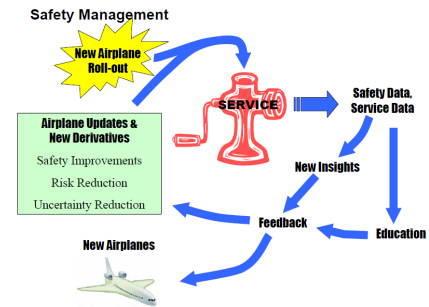 Safety Management
New Airplane
Roll-out
SERVICE
Safety Data,
Service Data
Airplane Updates &
New Derivatives
Safety Improvements
Risk Reduction
Uncertainty Reduction
New Insights
Feedback
Education
New Airplanes